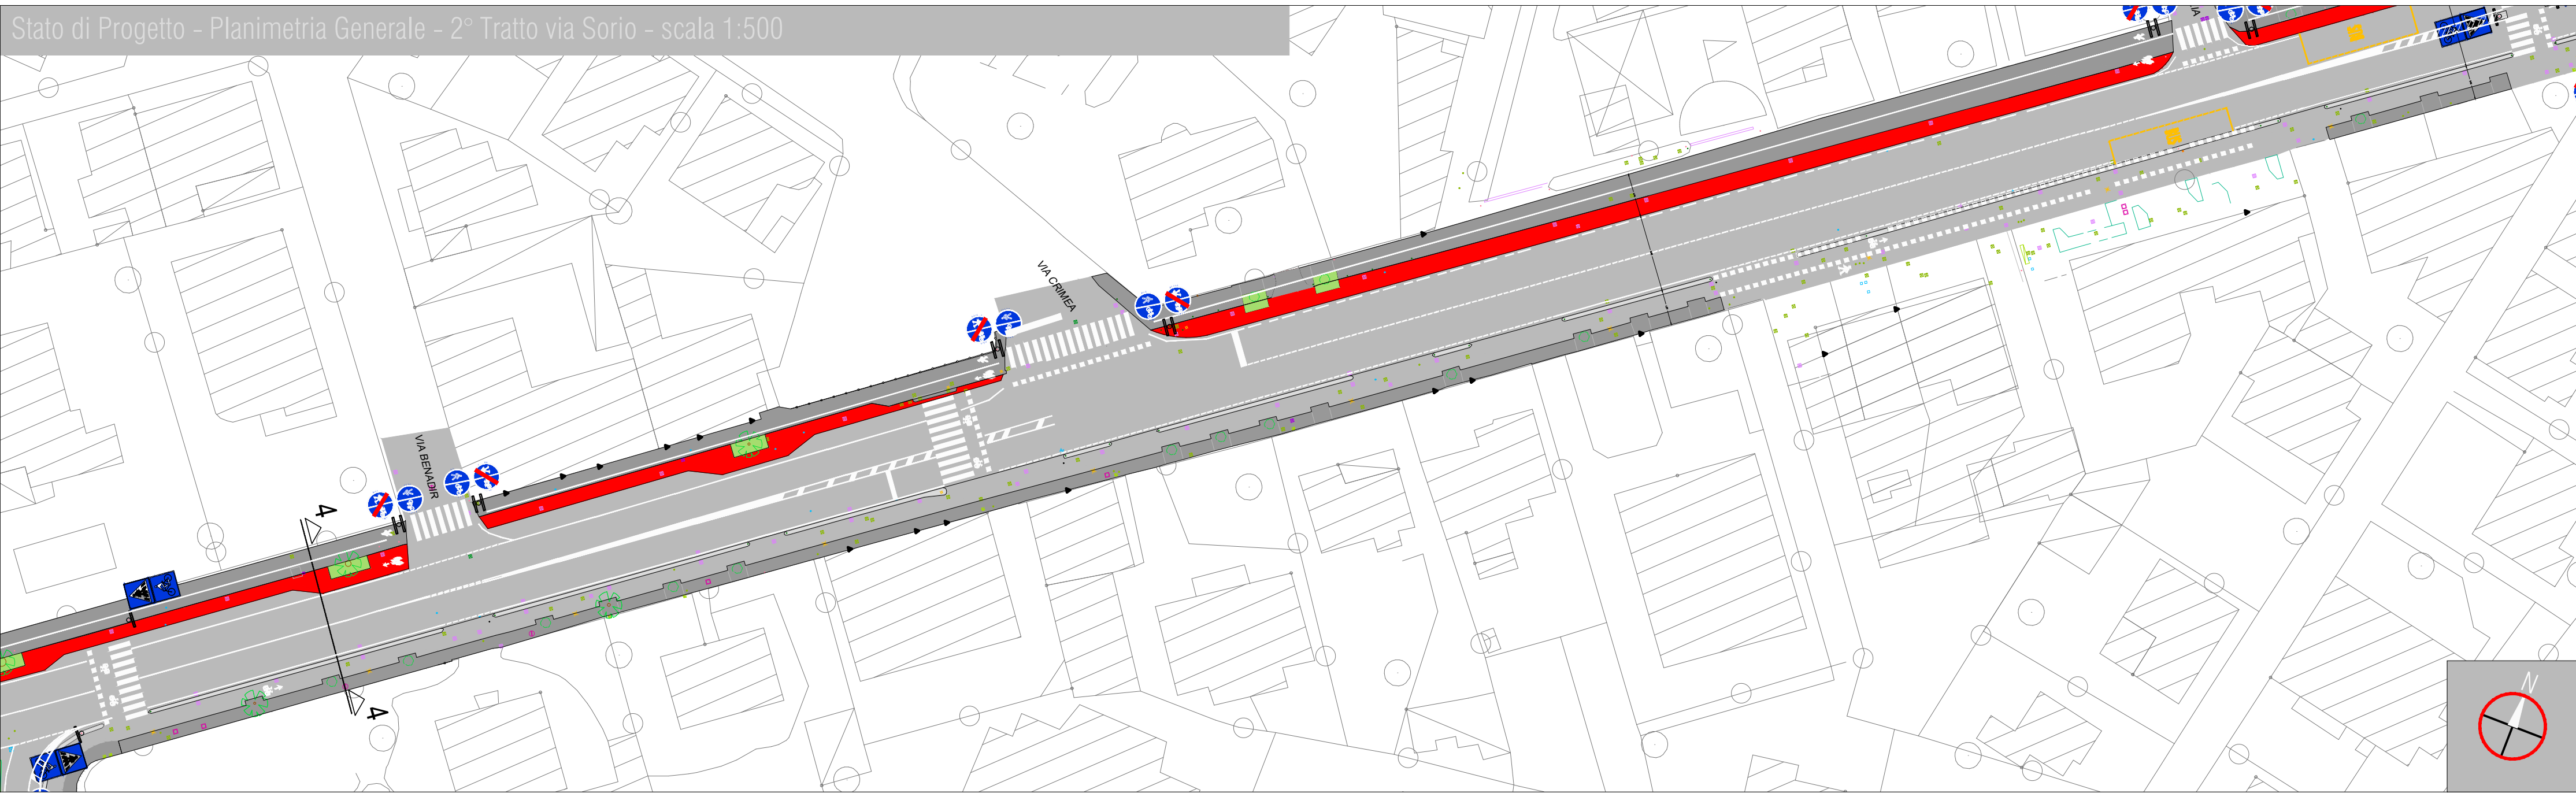 Stato di Progetto - Planimetria Generale - 2° Tratto via Sorio - scala 1:500
VIA CRIMEA
VIA BENADIR
4
4
N